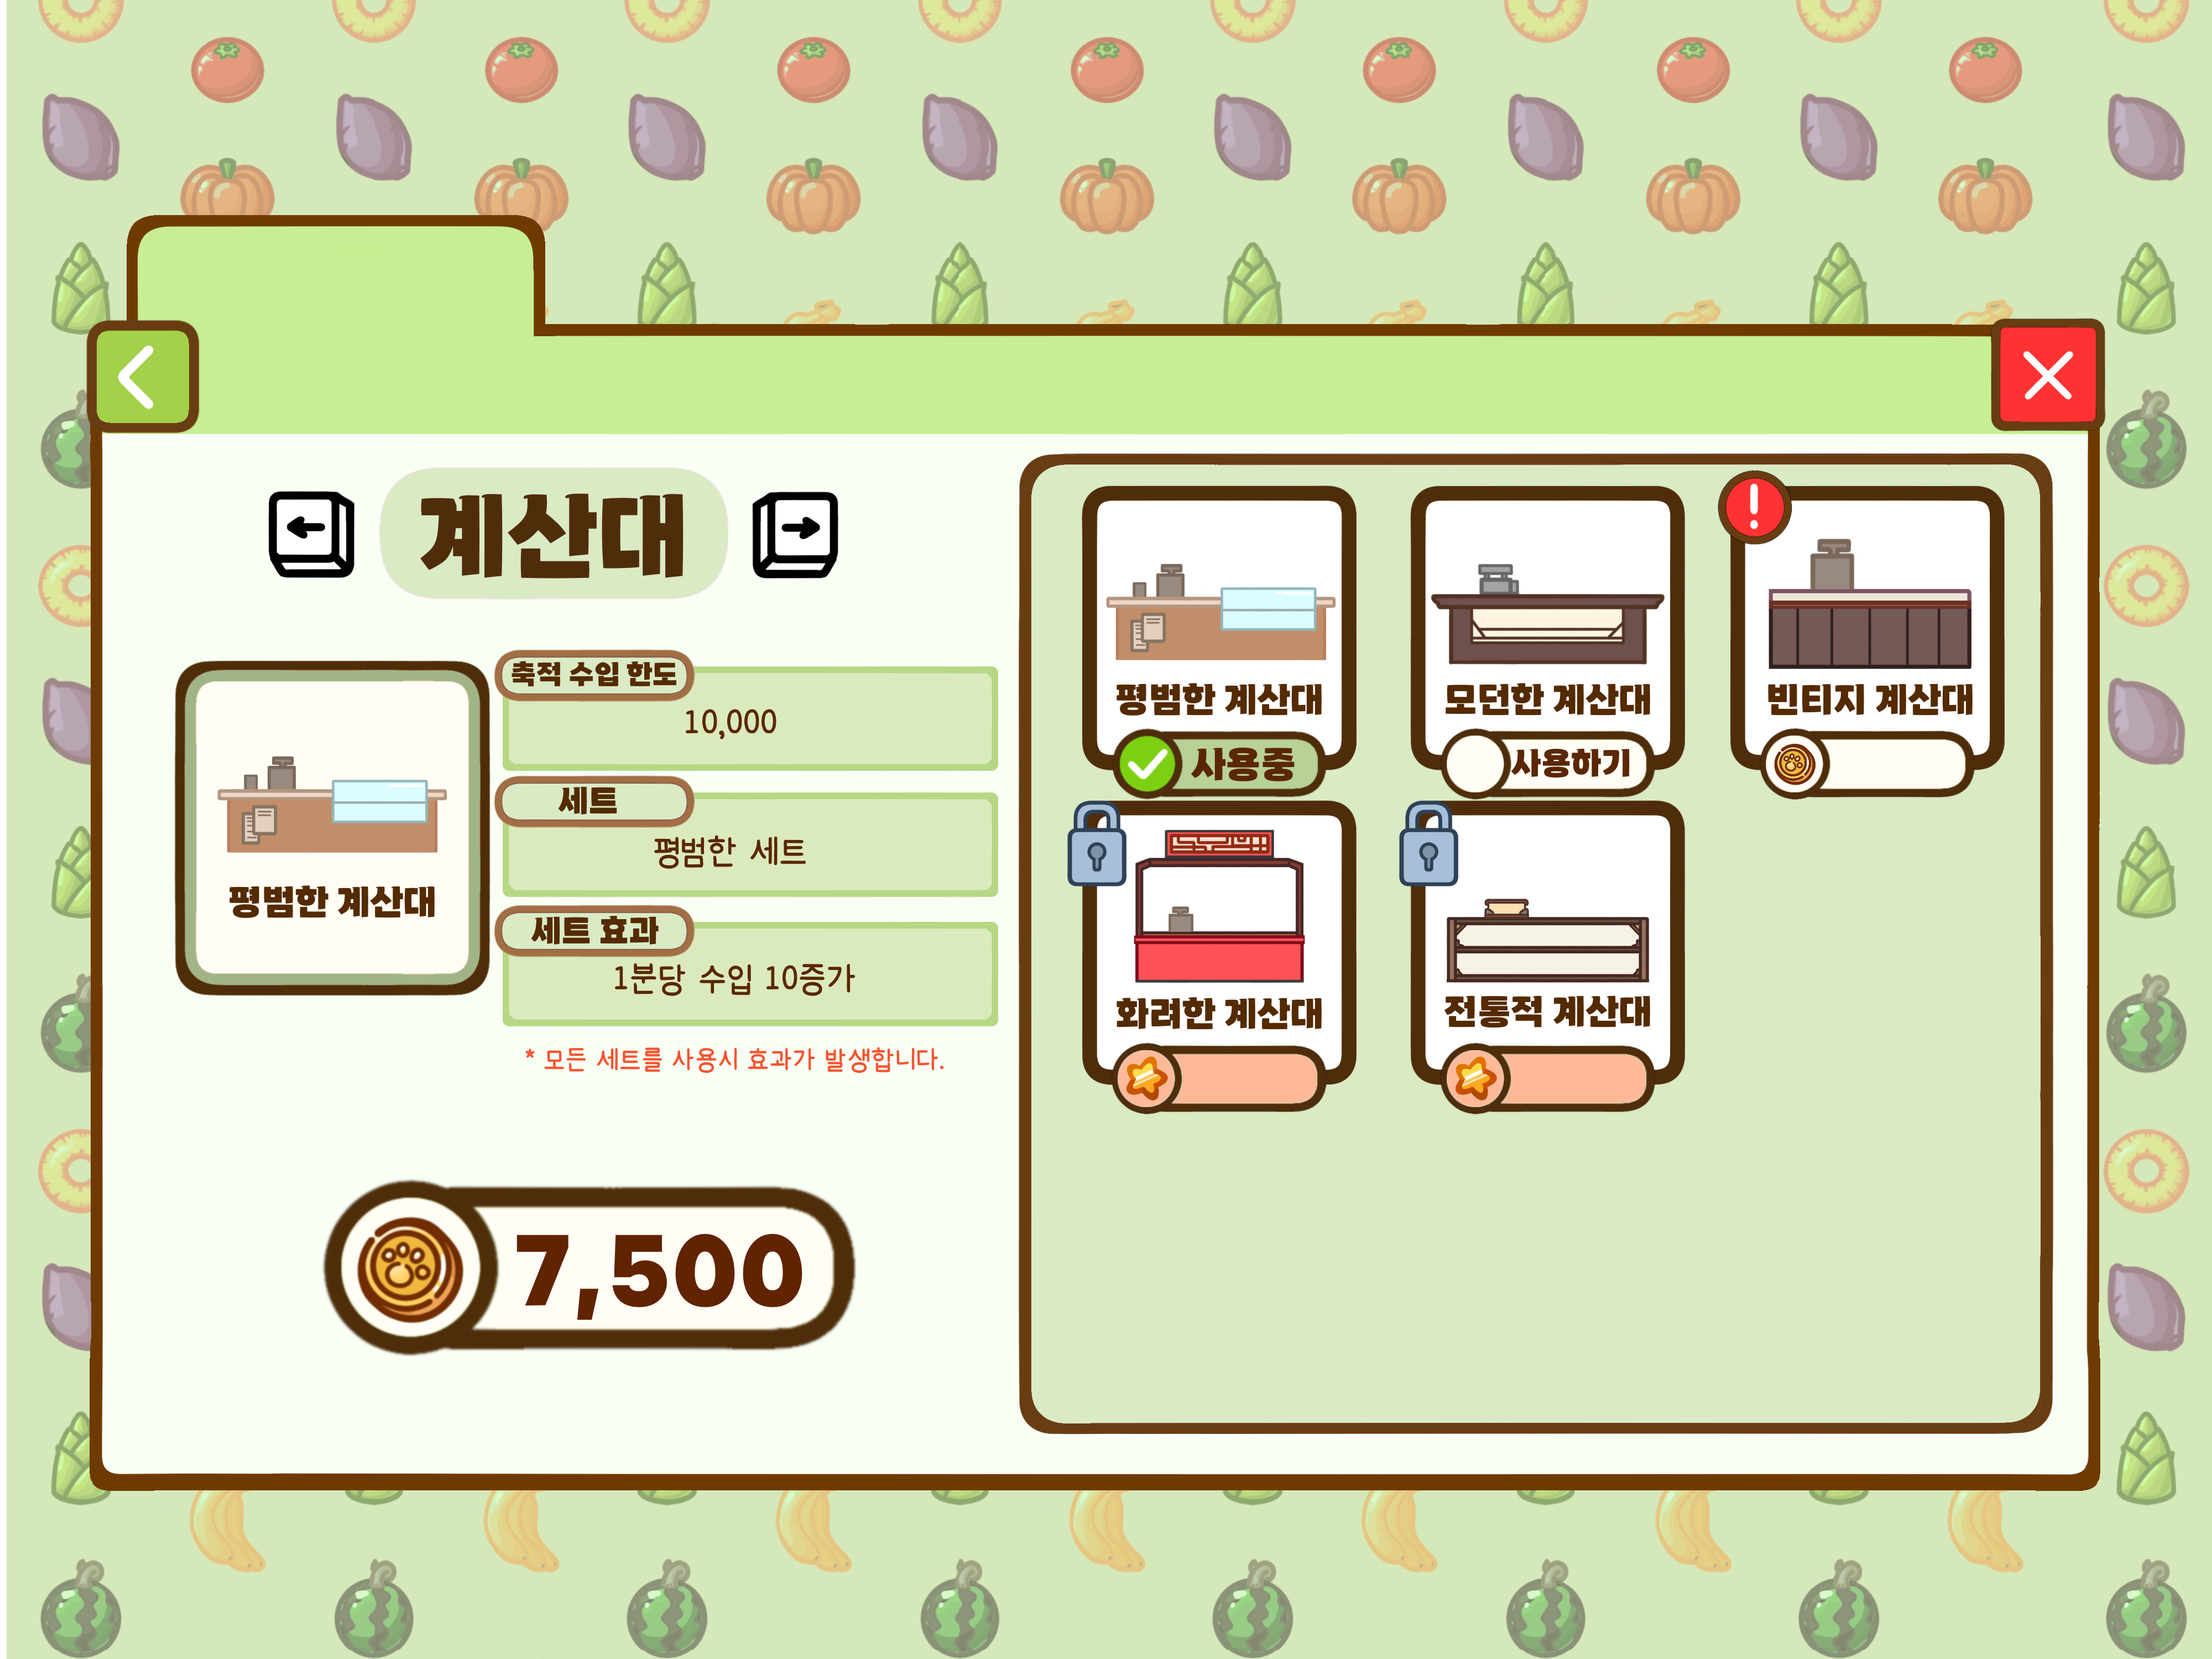 계산대
축적 수입 한도
10,000
세트
평범한 세트
세트 효과
1분당 수입 10증가
평범한 계산대
* 모든 세트를 사용시 효과가 발생합니다.
7,500
평범한 계산대
사용중
모던한 계산대
사용하기
빈티지 계산대
화려한 계산대
전통적 계산대